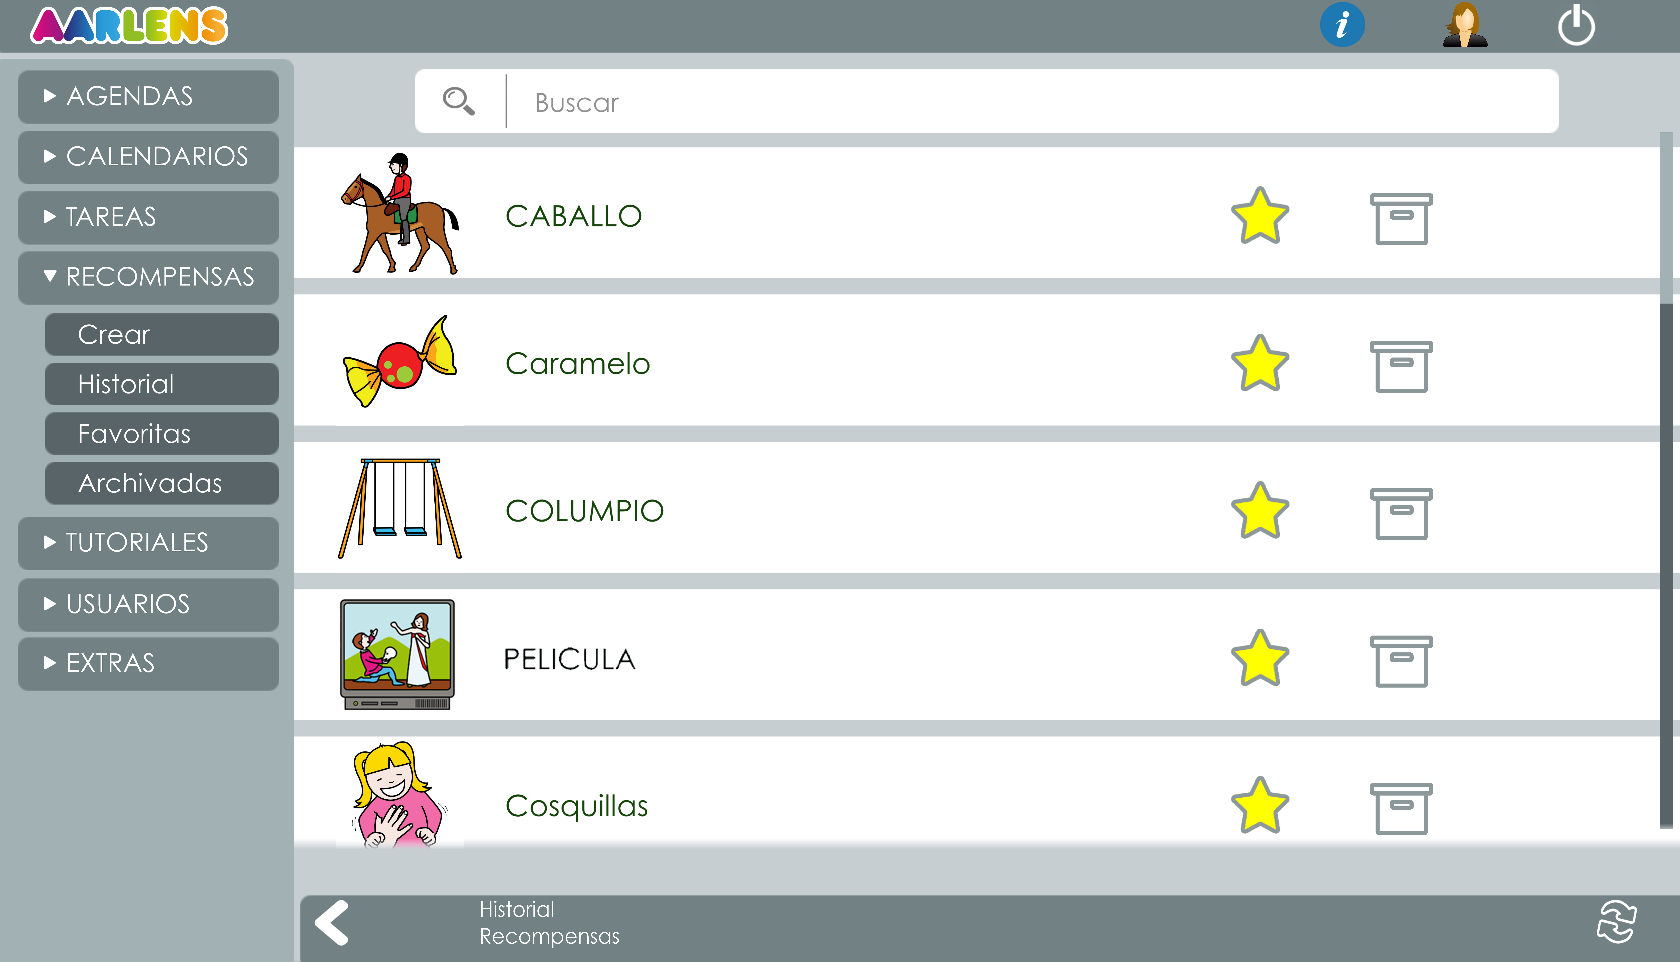 AARLENS
i
AGENDAS
CALENDARIOS
TAREAS
RECOMPENSAS
Crear
Historial
Favoritas
Archivadas
TUTORIALES
USUARIOS
EXTRAS
Buscar
CABALLO
Caramelo
COLUMPIO
PELICULA
Cosquillas
Historial
Recompensas